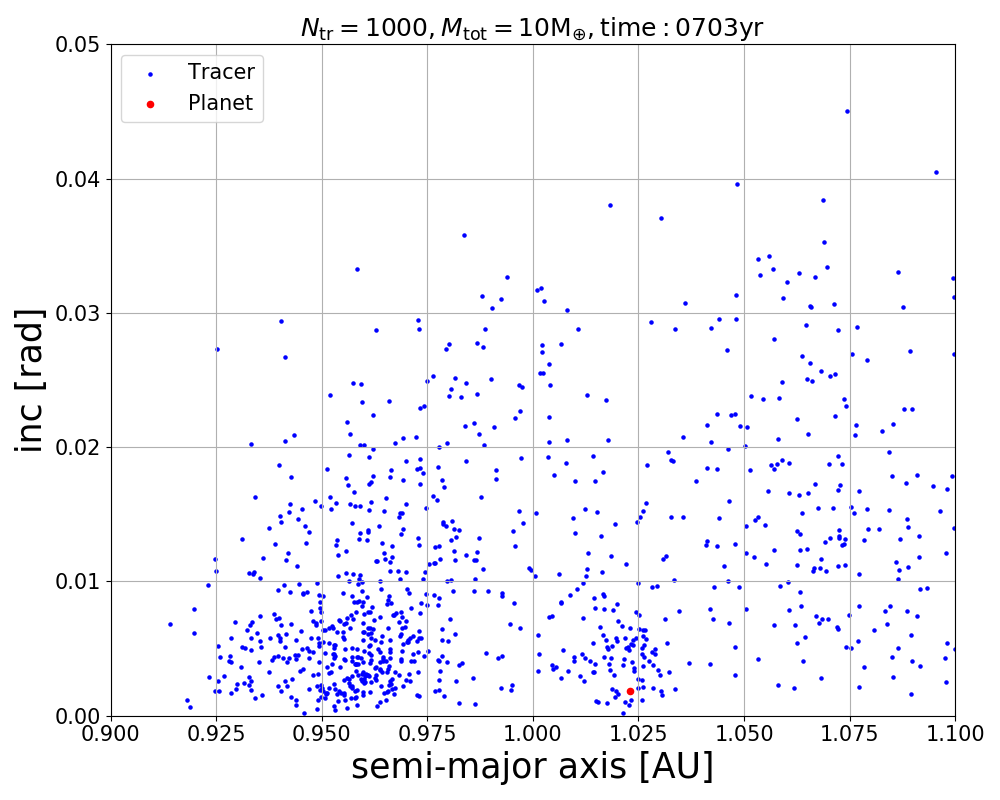 N_tr = 1000, M_tot = 10M_⊕, time : 0703yr
0.05
Tracer
Planet
0.04
0.03
inc [rad]
0.02
0.01
0.00
0.900 0.925 0.950 0.975 1.000 1.025 1.050 1.075 1.100
semi-major axis [AU]